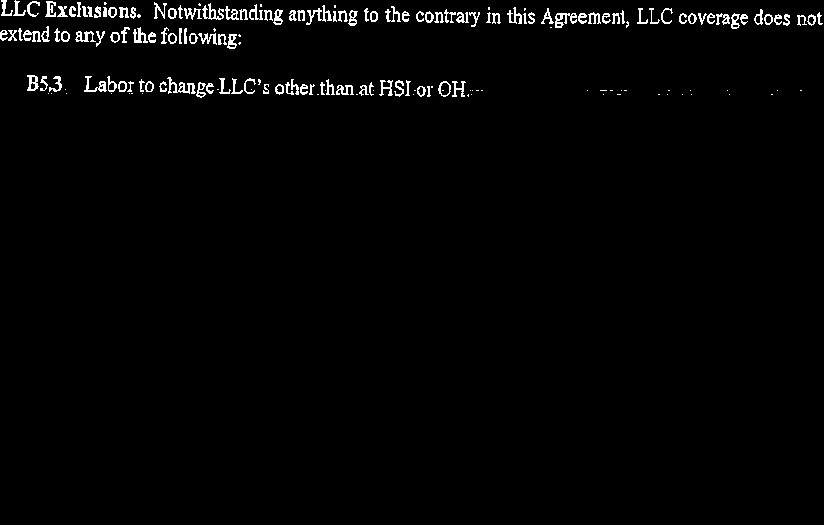 LLC Exclusions. Notwithstanding anything to the contrary in this Agreement, LLC coverage does not
extend to any of the following:
B5.3. Labor to change LLC's other than at HSI or OH.